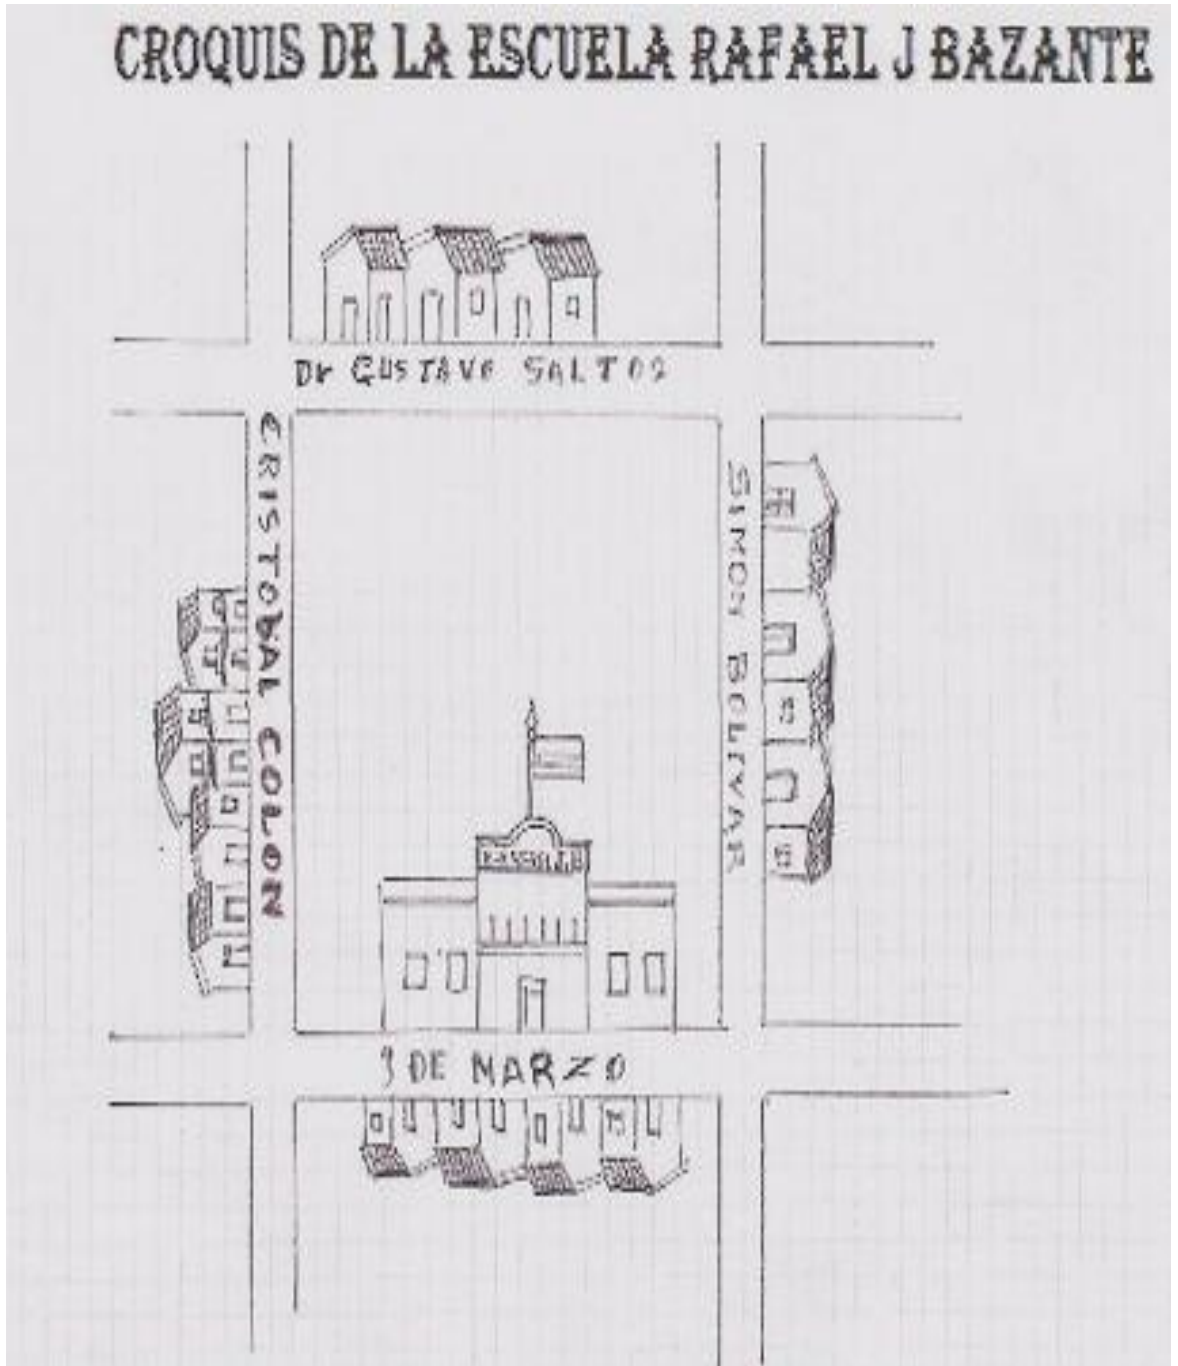 CROQUIS DE LA ESCUELA RAFAEL J BAZANTE
Dr GUSTAVO SALTOS
CRISTOBAL COLON
SIMON BOLIVAR
DE MARZO